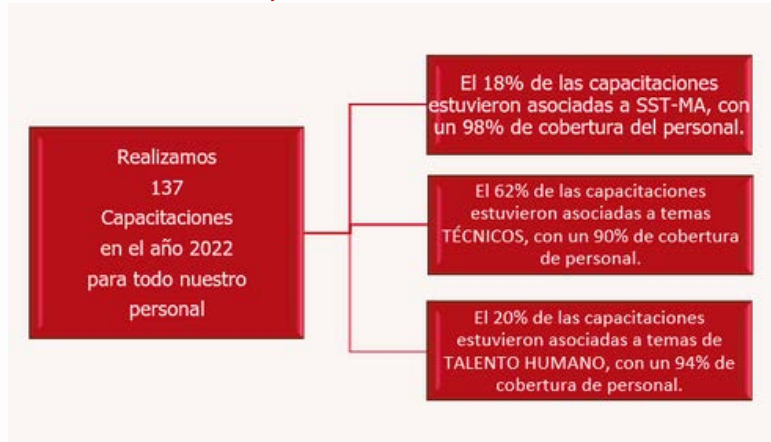 Realizamos
137
Capacitaciones
en el año 2022
para todo nuestro
personal
El 18% de las capacitaciones
estuvieron asociadas a SST-MA, con
un 98% de cobertura del personal.
El 62% de las capacitaciones
estuvieron asociadas a temas
TÉCNICOS, con un 90% de cobertura
de personal.
El 20% de las capacitaciones
estuvieron asociadas a temas de
TALENTO HUMANO, con un 94% de
cobertura de personal.